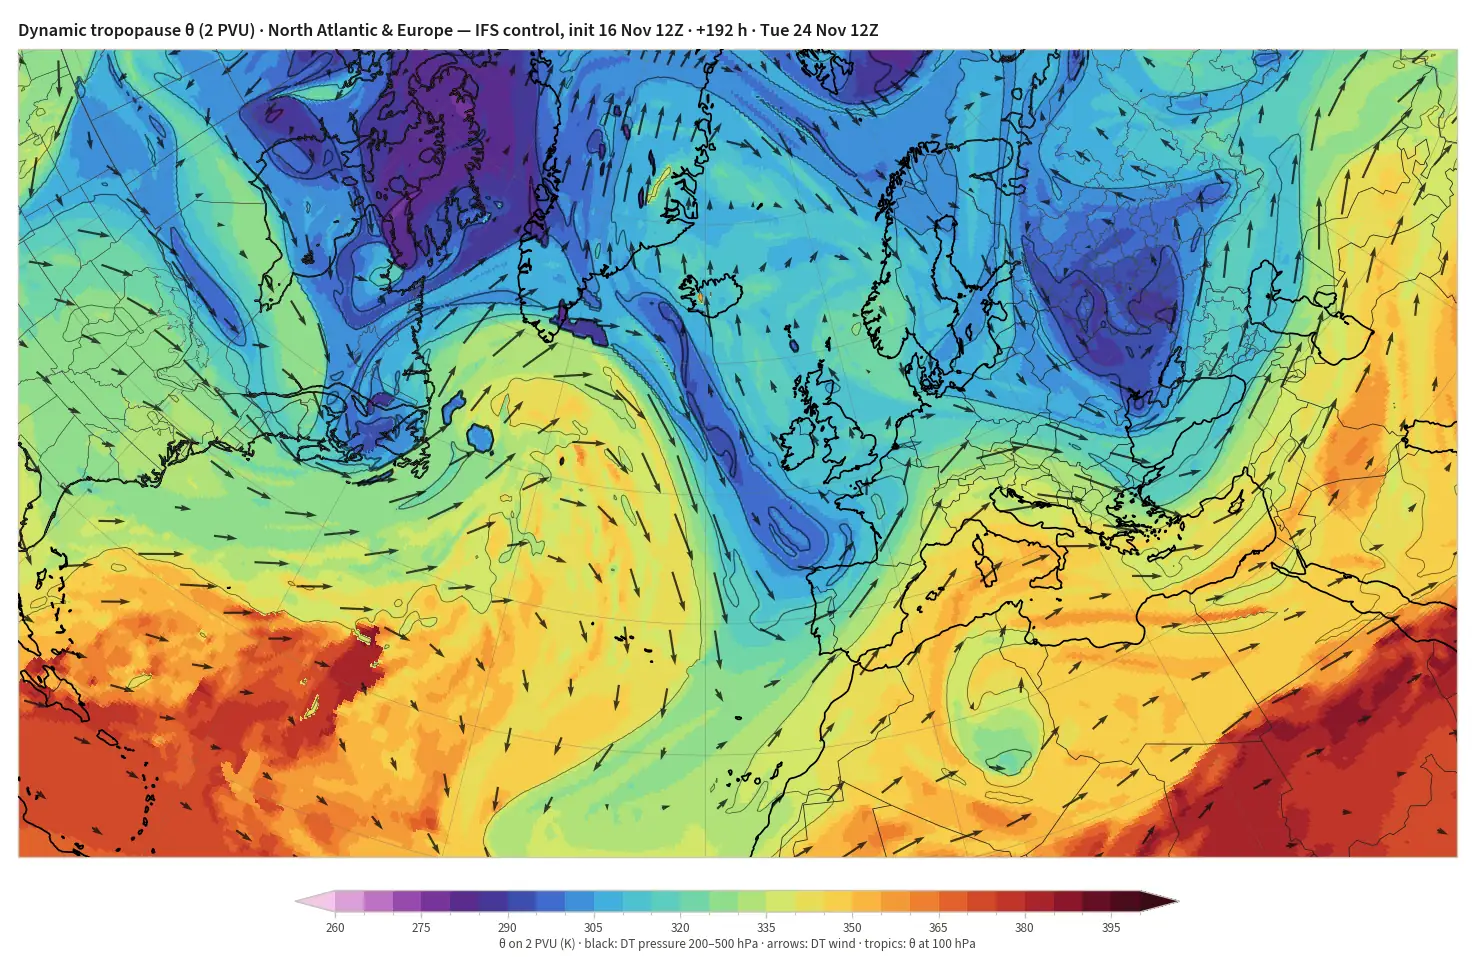 Dynamic tropopause θ (2 PVU) · North Atlantic & Europe — IFS control, init 16 Nov 12Z · +192 h · Tue 24 Nov 12Z
260 275 290 305 320 335 350 365 380 395
θ on 2 PVU (K) · black: DT pressure 200–500 hPa · arrows: DT wind · tropics: θ at 100 hPa